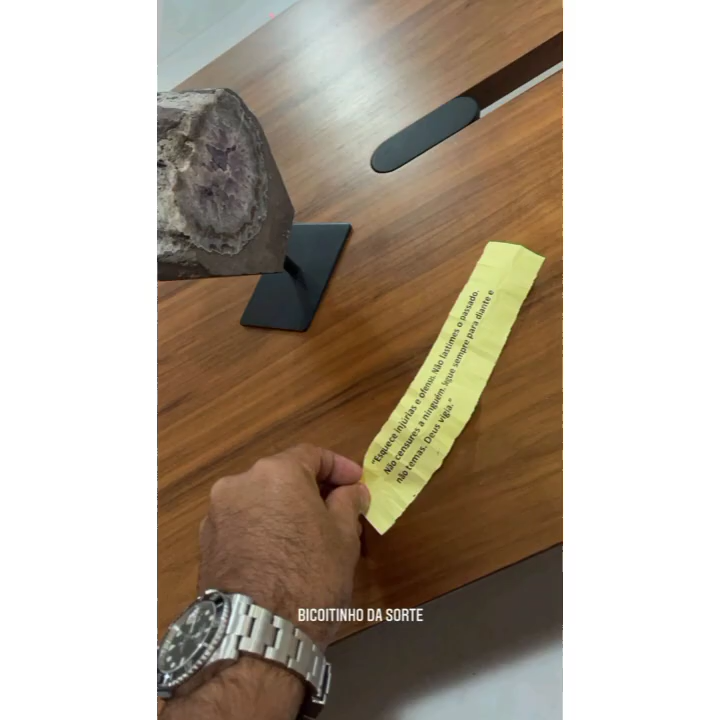 "Esquece injúrias e ofensas. Não lastimes o passado.
Não censures a ninguém. Segue sempre para diante e
não temas. Deus vigia."
BICOITINHO DA SORTE